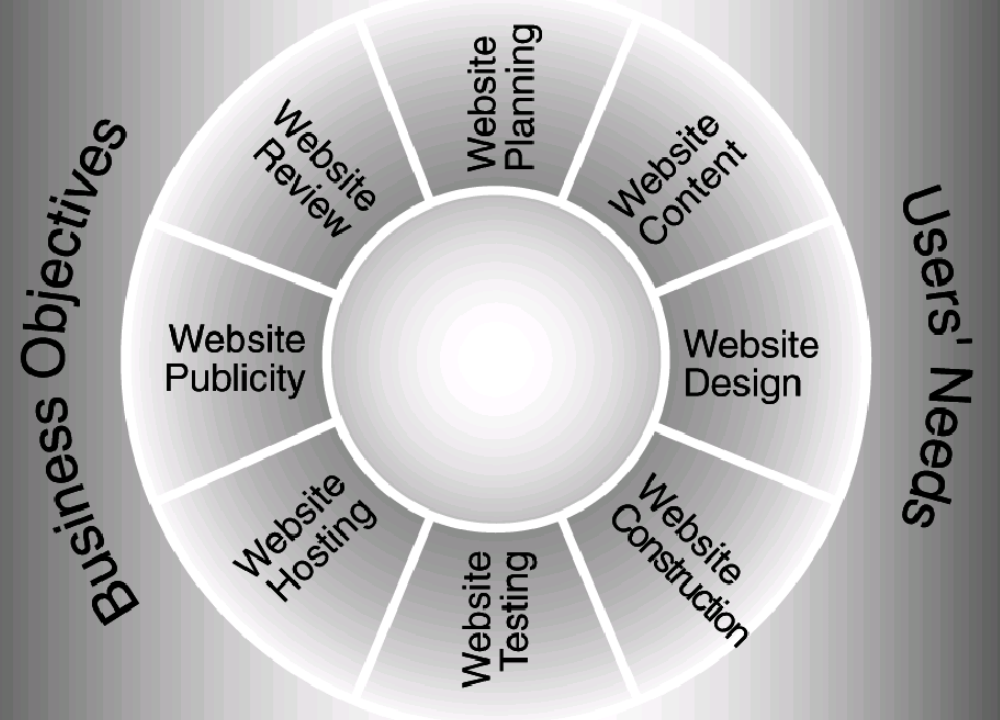 Website
Planning
Website
Content
Website
Design
Website
Construction
Website
Testing
Website
Hosting
Website
Publicity
Website
Review
Business Objectives
Users' Needs